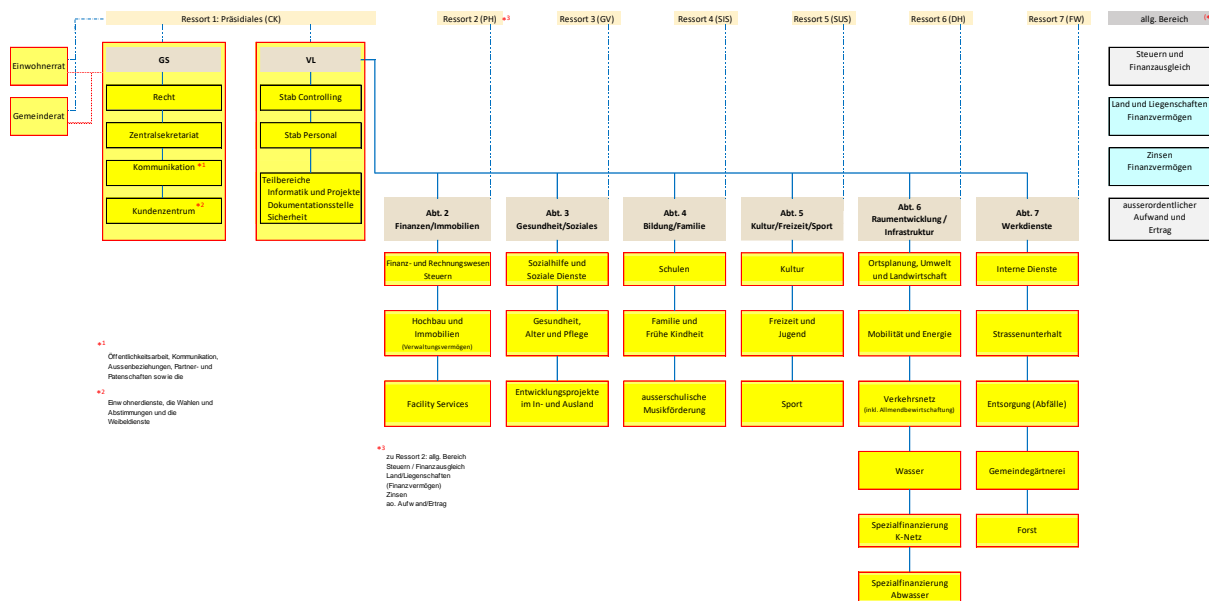 Ressort 1: Präsidiales (CK)
Ressort 2 (PH) *3
Ressort 3 (GV)
Ressort 4 (SIS)
Ressort 5 (SUS)
Ressort 6 (DH)
Ressort 7 (FW)
allg. Bereich
Einwohnerrat
Gemeinderat
GS
Recht
Zentralsekretariat
Kommunikation *1
Kundenzentrum *2
VL
Stab Controlling
Stab Personal
Teilbereiche
Informatik und Projekte
Dokumentationsstelle
Sicherheit
Steuern und
Finanzausgleich
Land und Liegenschaften
Finanzvermögen
Zinsen
Finanzvermögen
ausserordentlicher
Aufwand und
Ertrag
Abt. 2
Finanzen/Immobilien
Finanz- und Rechnungswesen
Steuern
Hochbau und
Immobilien
(Verwaltungsvermögen)
Facility Services
Abt. 3
Gesundheit/Soziales
Sozialhilfe und
Soziale Dienste
Gesundheit,
Alter und Pflege
Entwicklungsprojekte
im In- und Ausland
Abt. 4
Bildung/Familie
Schulen
Familie und
Frühe Kindheit
ausserschulische
Musikförderung
Abt. 5
Kultur/Freizeit/Sport
Kultur
Freizeit und
Jugend
Sport
Abt. 6
Raumentwicklung /
Infrastruktur
Ortsplanung, Umwelt
und Landwirtschaft
Mobilität und Energie
Verkehrsnetz
(inkl. Allmendbewirtschaftung)
Wasser
Spezialfinanzierung
K-Netz
Spezialfinanzierung
Abwasser
Abt. 7
Werkdienste
Interne Dienste
Strassenunterhalt
Entsorgung (Abfälle)
Gemeindegärtnerei
Forst
*1
Öffentlichkeitsarbeit, Kommunikation,
Aussenbeziehungen, Partner- und
Patenschaften sowie die
*2
Einwohnerdienste, die Wahlen und
Abstimmungen und die
Weibeldienste
*3
zu Ressort 2: allg. Bereich
Steuern / Finanzausgleich
Land/Liegenschaften
(Finanzvermögen)
Zinsen
ao. Aufwand/Ertrag